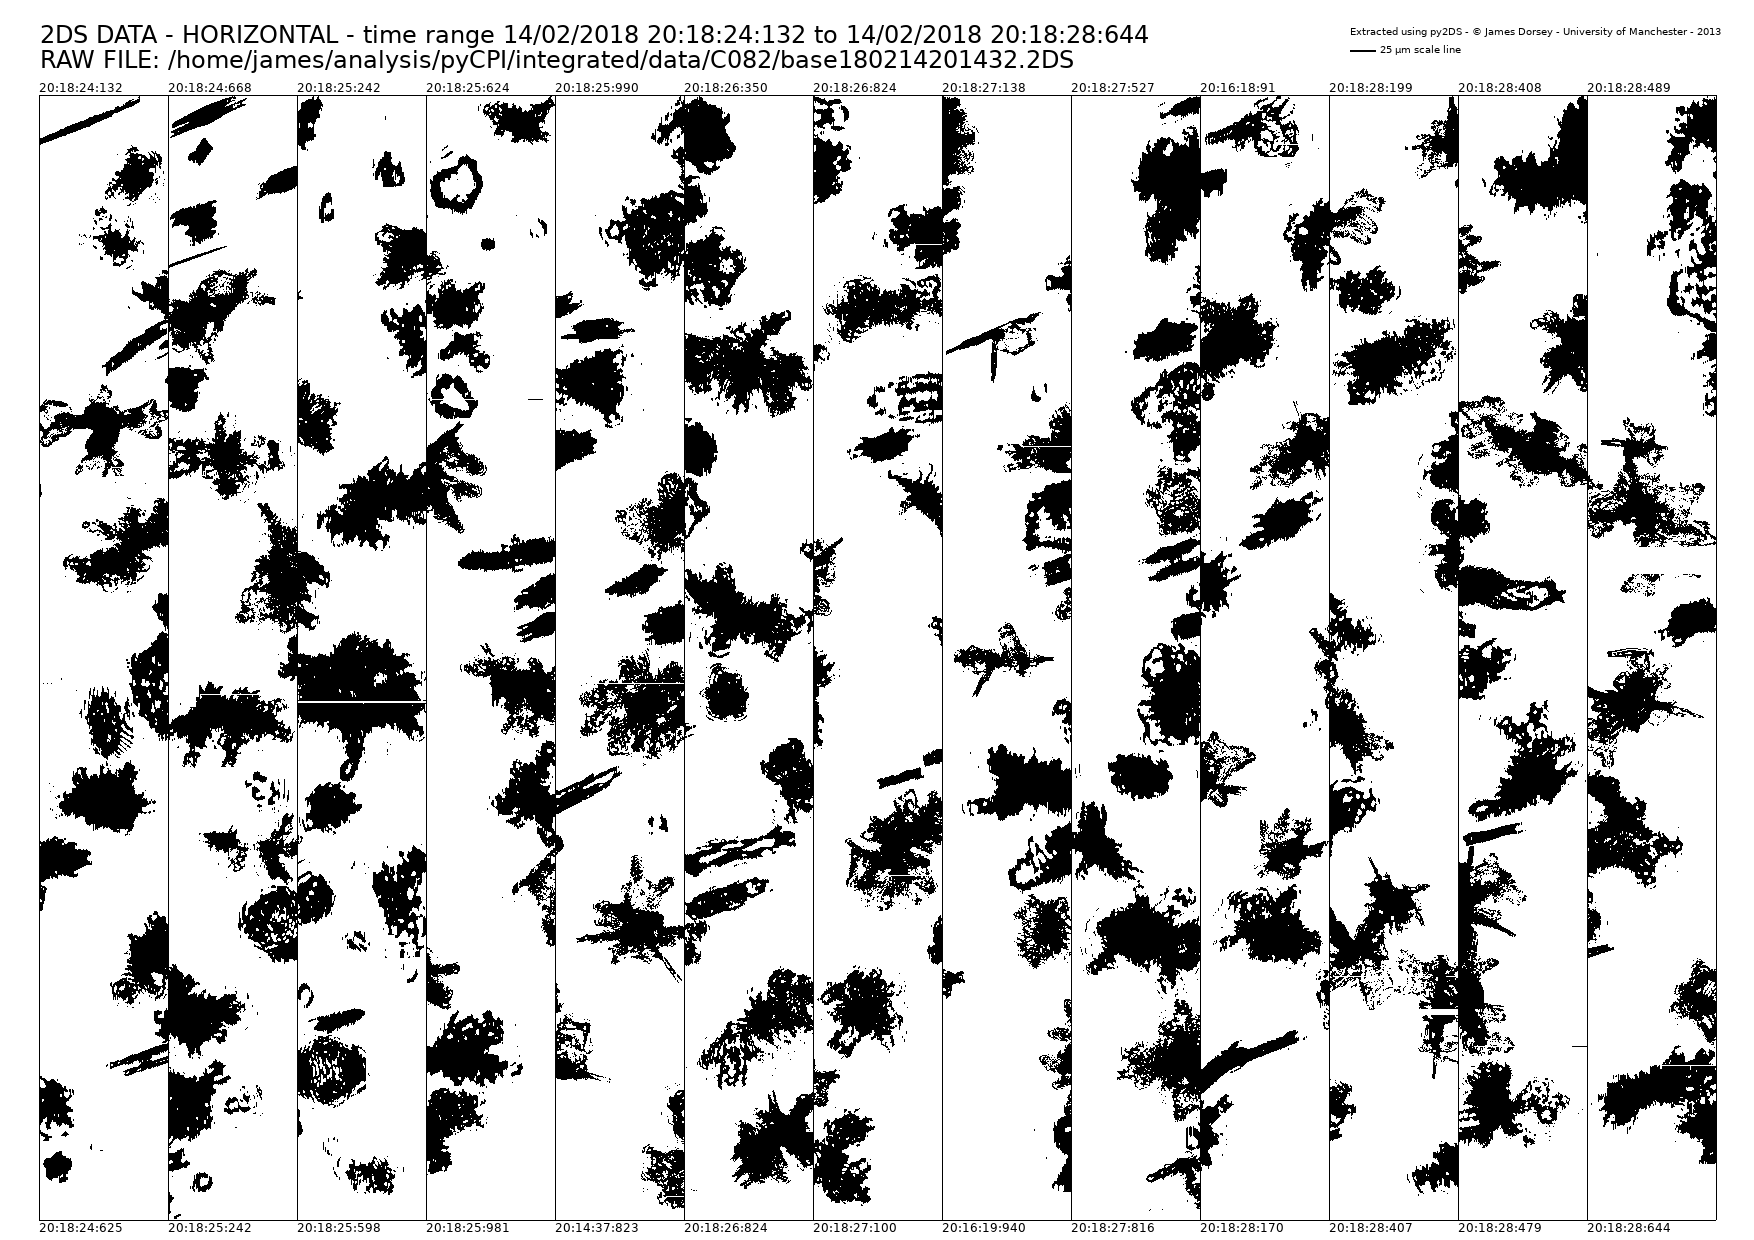 2DS DATA - HORIZONTAL - time range 14/02/2018 20:18:24:132 to 14/02/2018 20:18:28:644
RAW FILE: /home/james/analysis/pyCPI/integrated/data/C082/base180214201432.2DS
Extracted using py2DS - © James Dorsey - University of Manchester - 2013
25 µm scale line
20:18:24:132 20:18:24:668 20:18:25:242 20:18:25:624 20:18:25:990 20:18:26:350 20:18:26:824 20:18:27:138 20:18:27:527 20:16:18:91 20:18:28:199 20:18:28:408 20:18:28:489
20:18:24:625 20:18:25:242 20:18:25:598 20:18:25:981 20:14:37:823 20:18:26:824 20:18:27:100 20:16:19:940 20:18:27:816 20:18:28:170 20:18:28:407 20:18:28:479 20:18:28:644